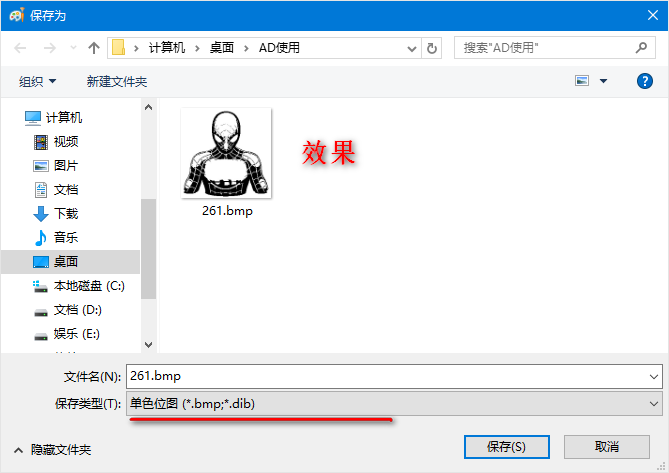 保存为
计算机 › 桌面 › AD使用
搜索"AD使用"
组织
新建文件夹
计算机
视频
图片
文档
下载
音乐
桌面
本地磁盘 (C:)
文档 (D:)
娱乐 (E:)
效果
261.bmp
文件名(N): 261.bmp
保存类型(T): 单色位图 (*.bmp;*.dib)
隐藏文件夹
保存(S)
取消